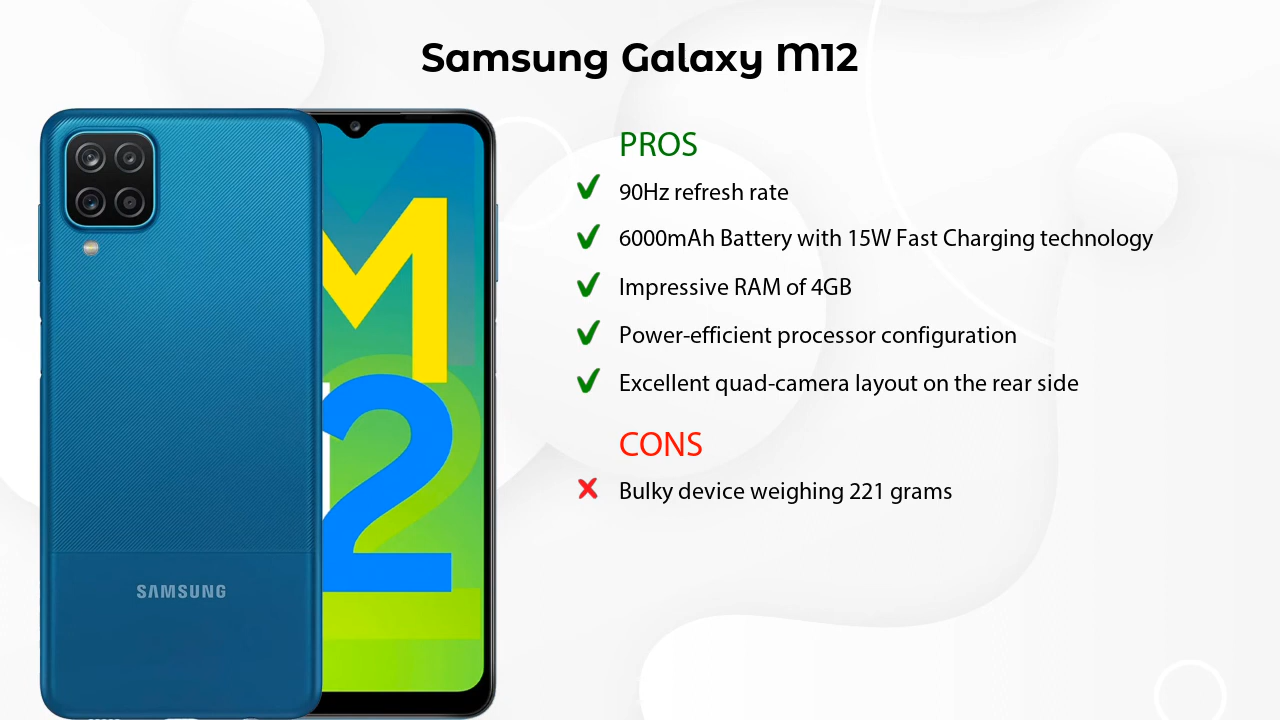 Samsung Galaxy M12
PROS
90Hz refresh rate
6000mAh Battery with 15W Fast Charging technology
Impressive RAM of 4GB
Power-efficient processor configuration
Excellent quad-camera layout on the rear side
CONS
Bulky device weighing 221 grams
M
12
SAMSUNG